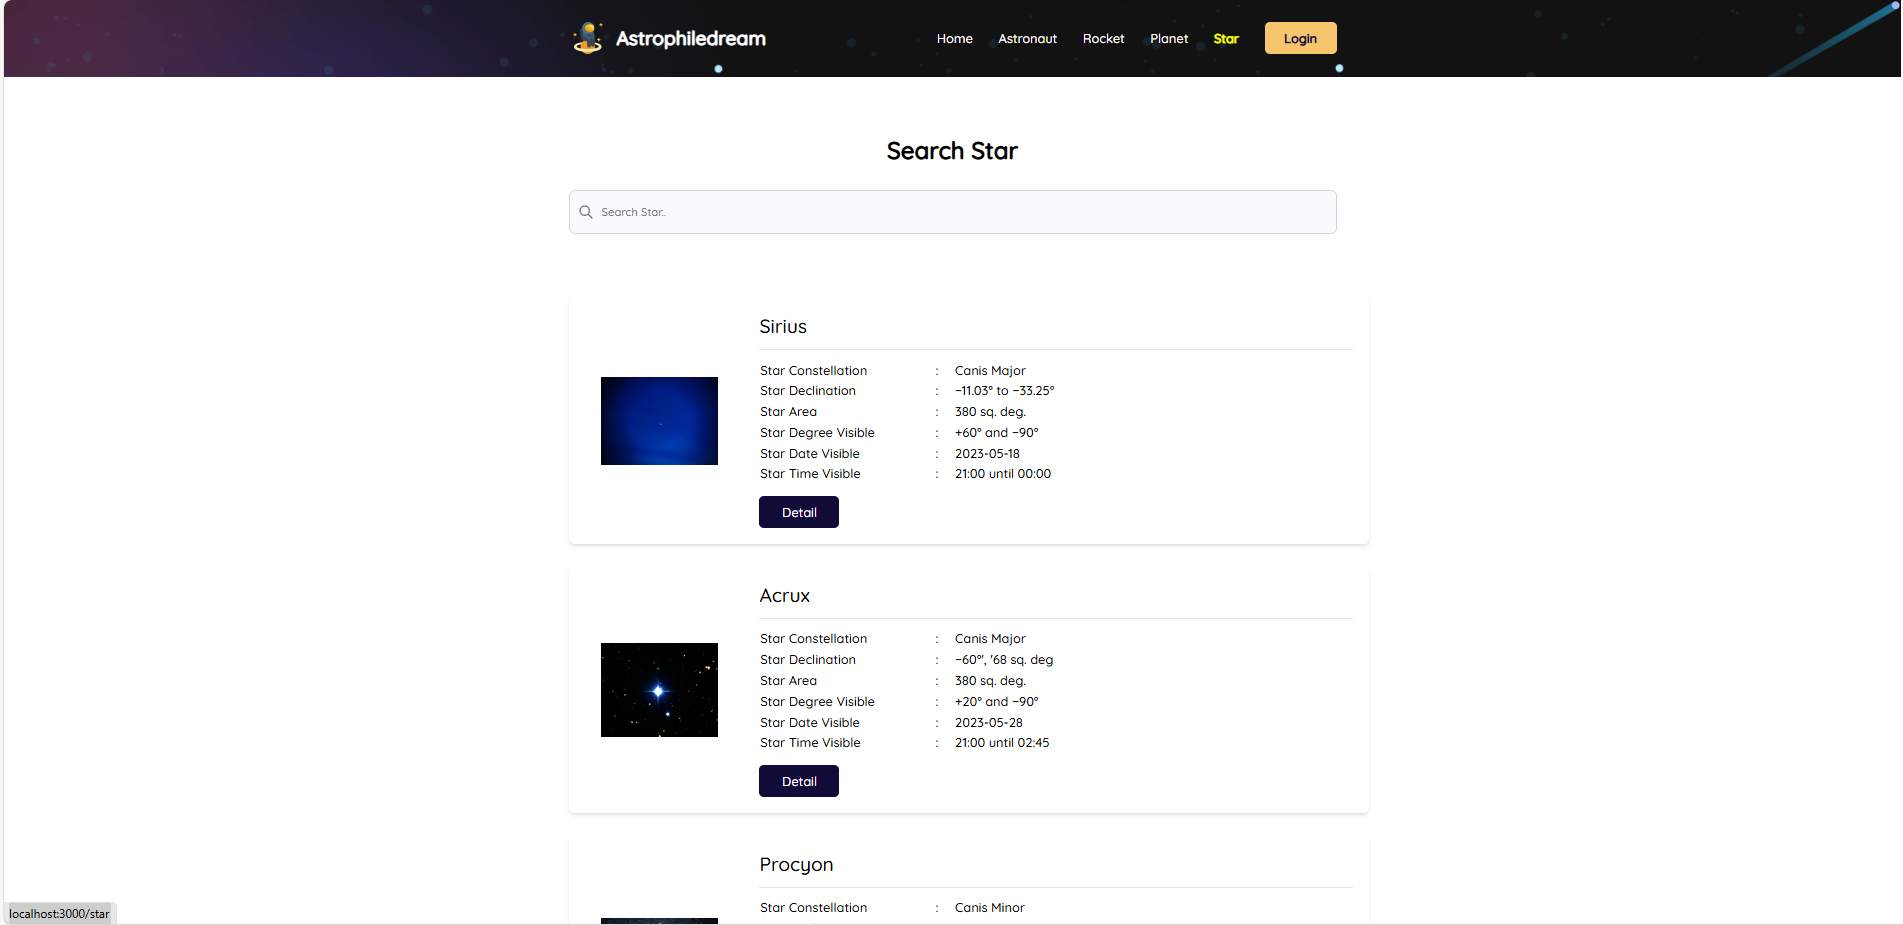 Astrophiledream Home Astronaut Rocket Planet Star Login
Search Star
Search Star..
Sirius
Star Constellation : Canis Major
Star Declination : −11.03° to −33.25°
Star Area : 380 sq. deg.
Star Degree Visible : +60° and −90°
Star Date Visible : 2023-05-18
Star Time Visible : 21:00 until 00:00
Detail
Acrux
Star Constellation : Canis Major
Star Declination : −60°', '68 sq. deg
Star Area : 380 sq. deg.
Star Degree Visible : +20° and −90°
Star Date Visible : 2023-05-28
Star Time Visible : 21:00 until 02:45
Detail
Procyon
Star Constellation : Canis Minor
localhost:3000/star